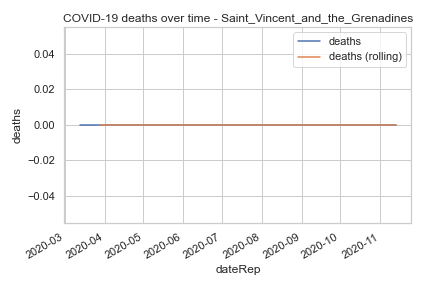 COVID-19 deaths over time - Saint_Vincent_and_the_Grenadines
deaths
deaths (rolling)
0.04
0.02
0.00
−0.02
−0.04
deaths
2020-03
2020-04
2020-05
2020-06
2020-07
2020-08
2020-09
2020-10
2020-11
dateRep